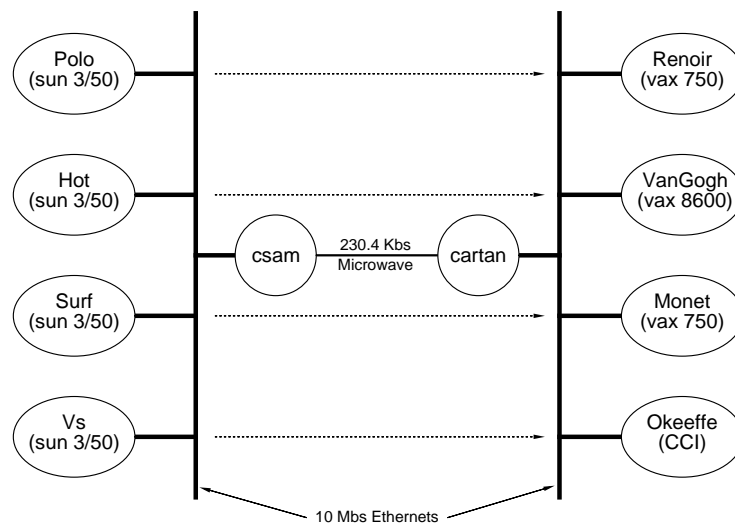 Polo
(sun 3/50)
Renoir
(vax 750)
Hot
(sun 3/50)
VanGogh
(vax 8600)
csam
230.4 Kbs
Microwave
cartan
Surf
(sun 3/50)
Monet
(vax 750)
Vs
(sun 3/50)
Okeeffe
(CCI)
10 Mbs Ethernets